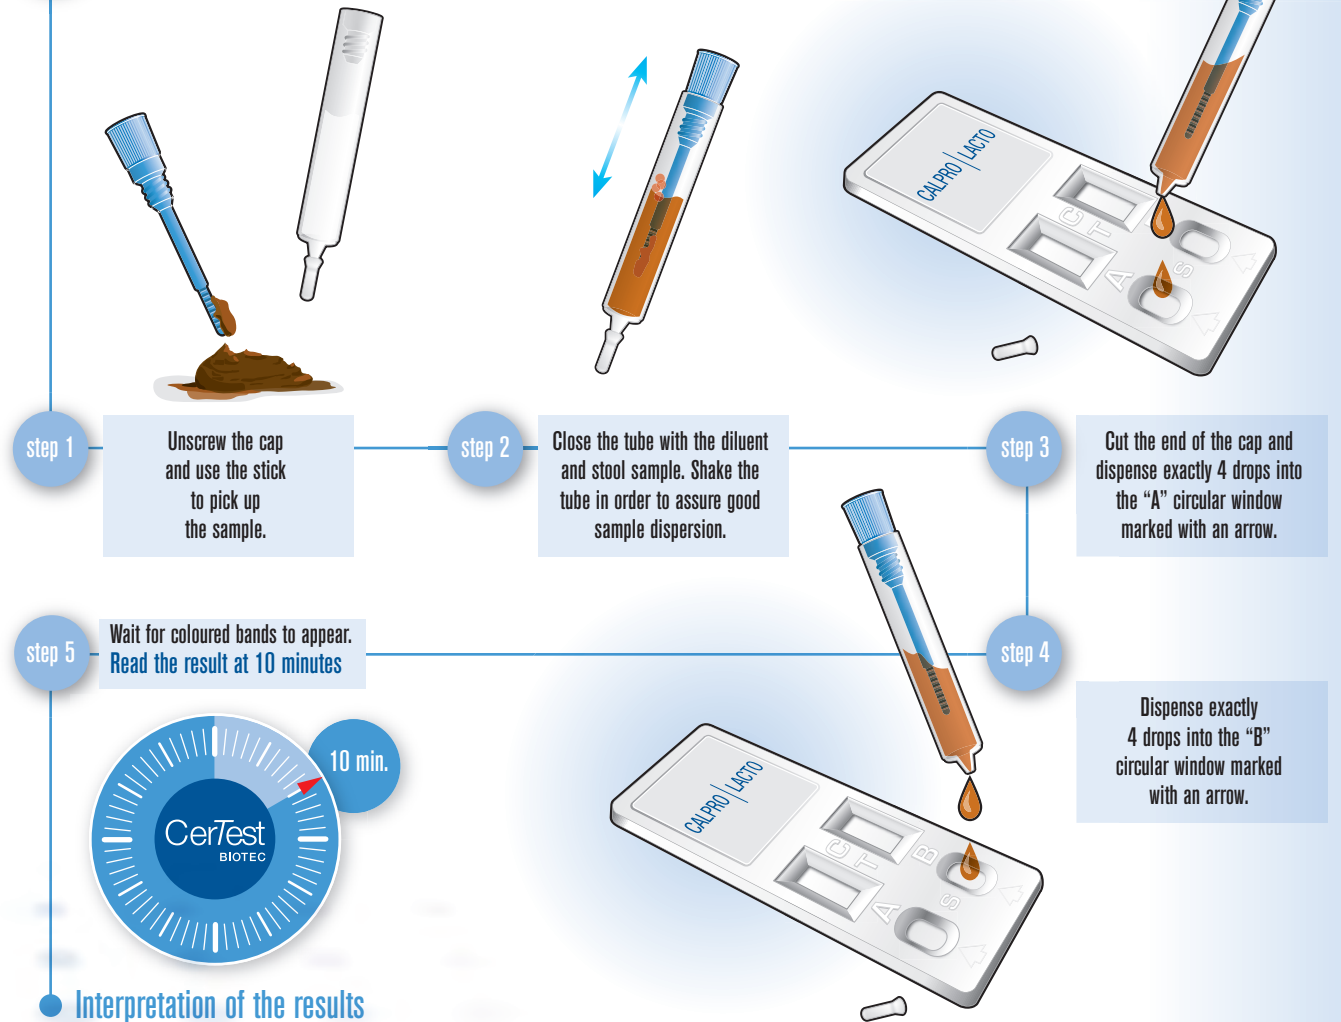 CALPRO | LACTO
C
T
A
S
step 1
Unscrew the cap
and use the stick
to pick up
the sample.
step 2
Close the tube with the diluent
and stool sample. Shake the
tube in order to assure good
sample dispersion.
step 3
Cut the end of the cap and
dispense exactly 4 drops into
the “A” circular window
marked with an arrow.
step 4
Dispense exactly
4 drops into the “B”
circular window marked
with an arrow.
CALPRO | LACTO
C
T
B
A
S
step 5
Wait for coloured bands to appear.
Read the result at 10 minutes
10 min.
CerTest
BIOTEC
Interpretation of the results